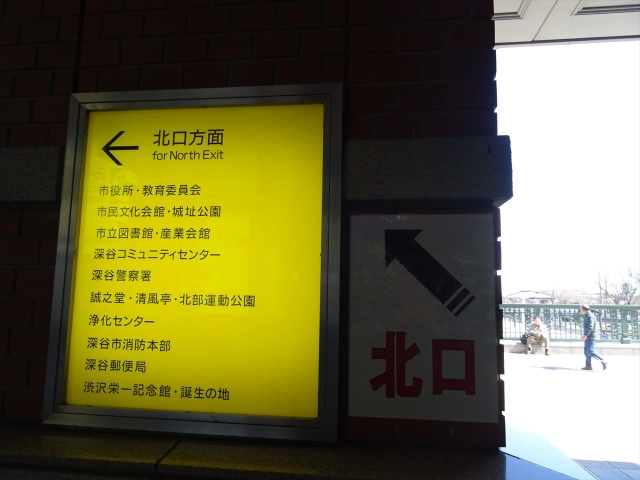 北口方面
for North Exit
市役所・教育委員会
市民文化会館・城址公園
市立図書館・産業会館
深谷コミュニティセンター
深谷警察署
誠之堂・清風亭・北部運動公園
浄化センター
深谷市消防本部
深谷郵便局
渋沢栄一記念館・誕生の地
北口